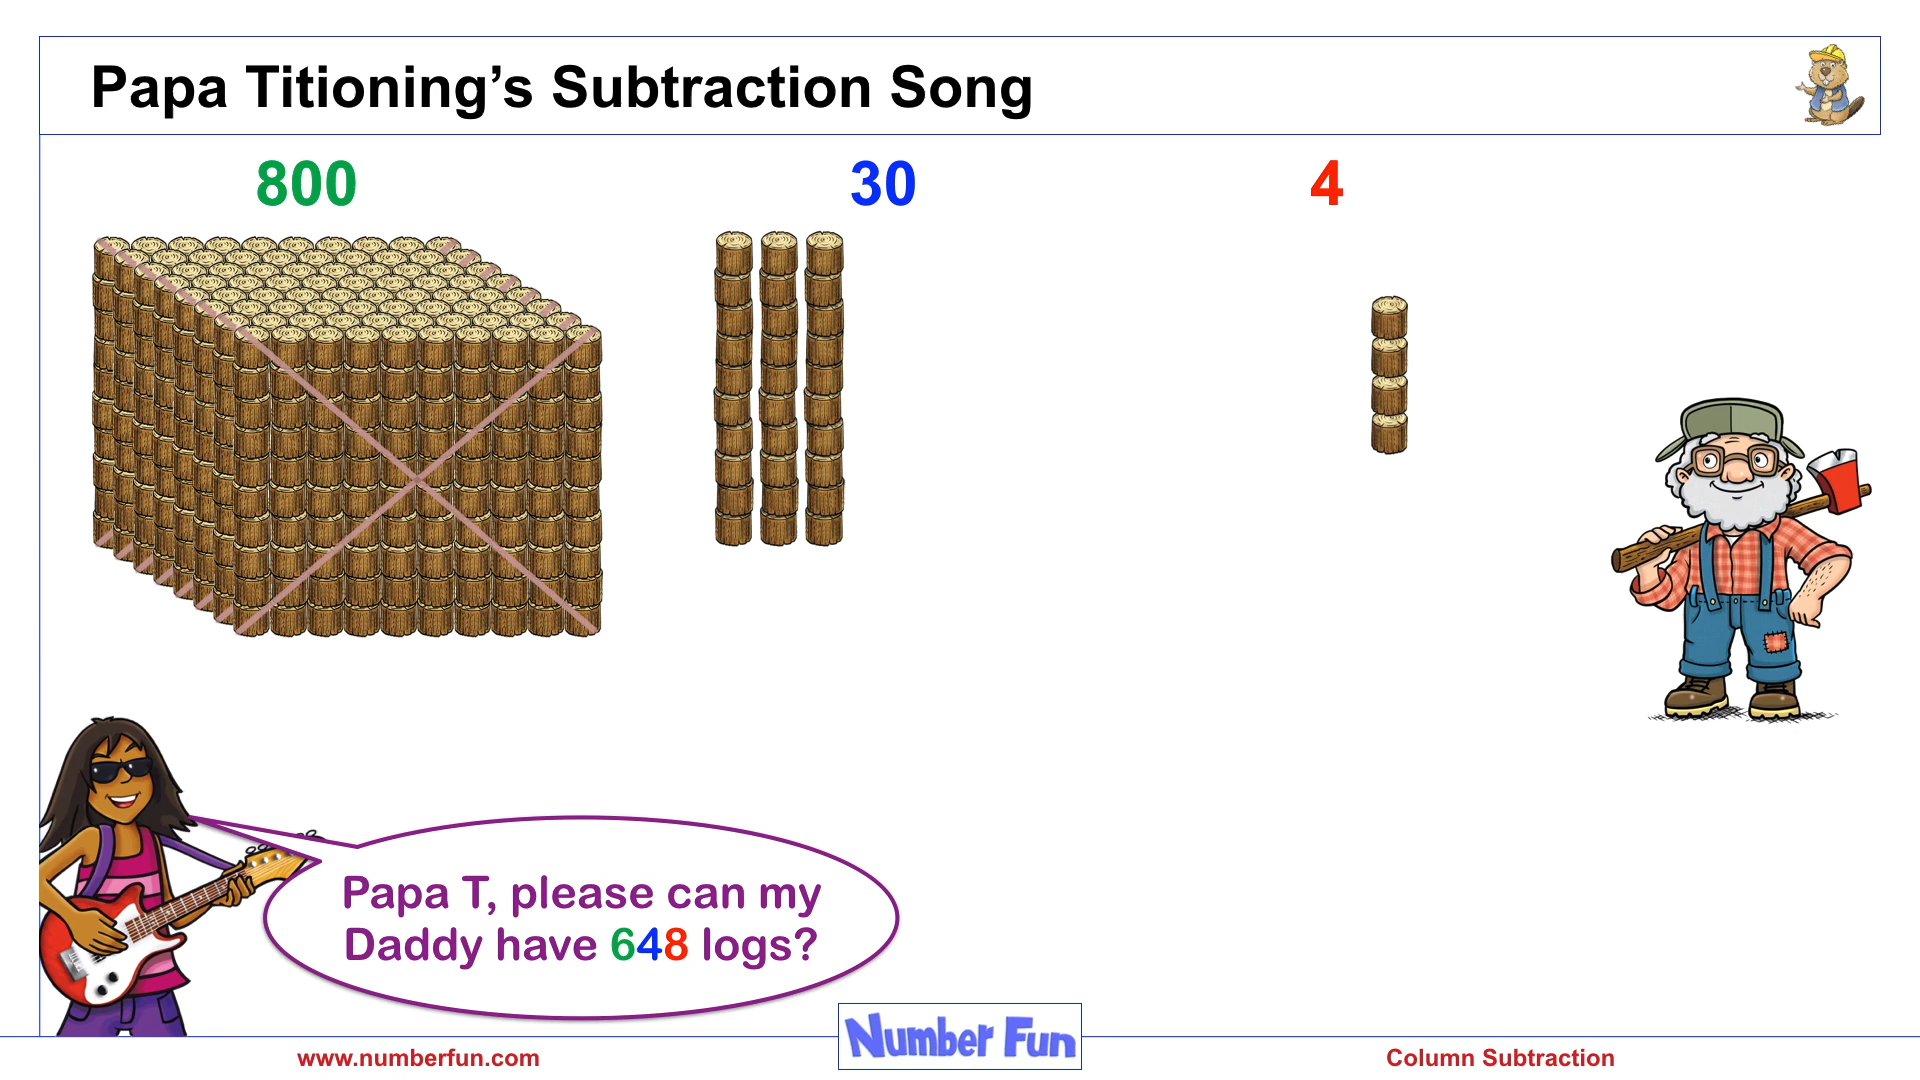 Papa Titioning’s Subtraction Song
800 30 4
Papa T, please can my
Daddy have 648 logs?
Number Fun
www.numberfun.com
Column Subtraction